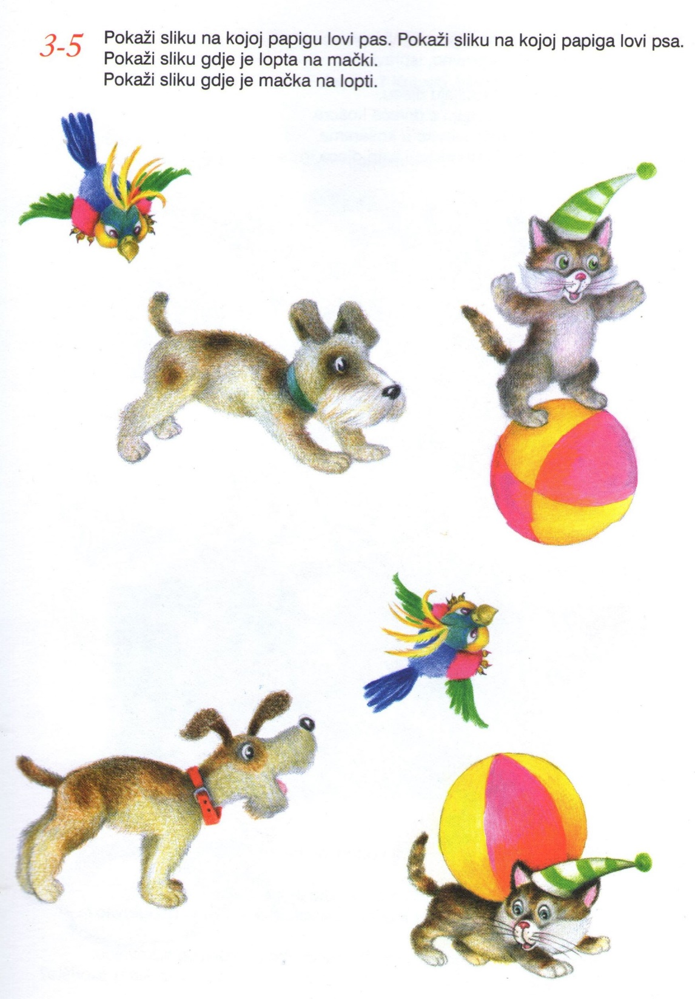 3-5
Pokaži sliku na kojoj papigu lovi pas. Pokaži sliku na kojoj papiga lovi psa.
Pokaži sliku gdje je lopta na mački.
Pokaži sliku gdje je mačka na lopti.